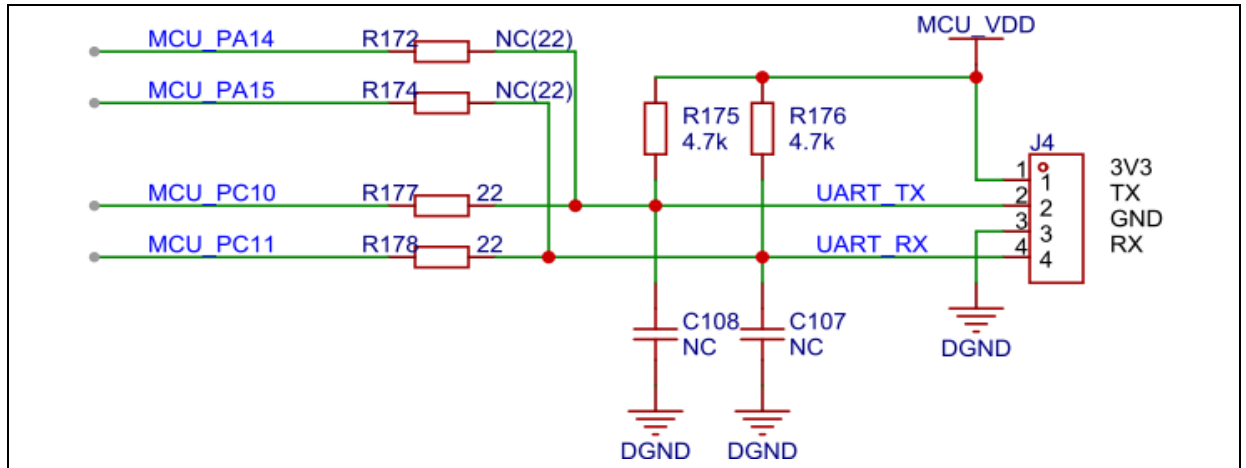 MCU_VDD
MCU_PA14 R172 NC(22)
MCU_PA15 R174 NC(22)
R175 R176
4.7k 4.7k
J4
1 1 3V3
MCU_PC10 R177 22 UART_TX 2 2 TX
3 3 GND
MCU_PC11 R178 22 UART_RX 4 4 RX
C108 C107
NC NC
DGND
DGND DGND